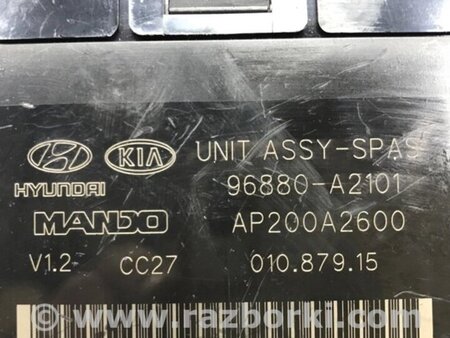 KIA UNIT ASSY-SPAS
HYUNDAI 96880-A2101
MANDO AP200A2600
V1.2 CC27 010.879.15
www.razborki.com